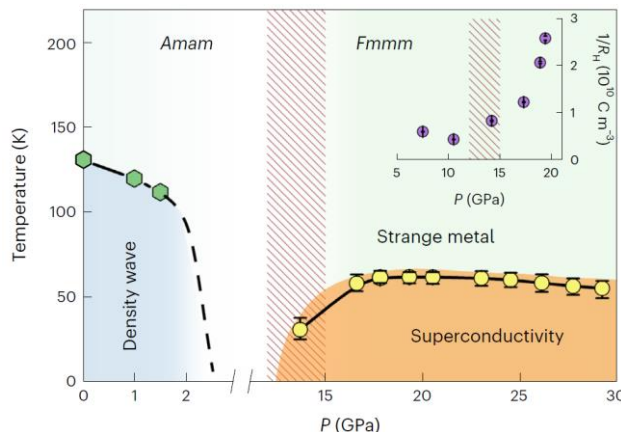 Amam
Fmmm
Temperature (K)
200
150
100
50
0
Density wave
Strange metal
Superconductivity
0
1
2
15
20
25
30
P (GPa)
1/R_H (10^10 C m^−3)
3
2
1
0
5
10
15
20
P (GPa)